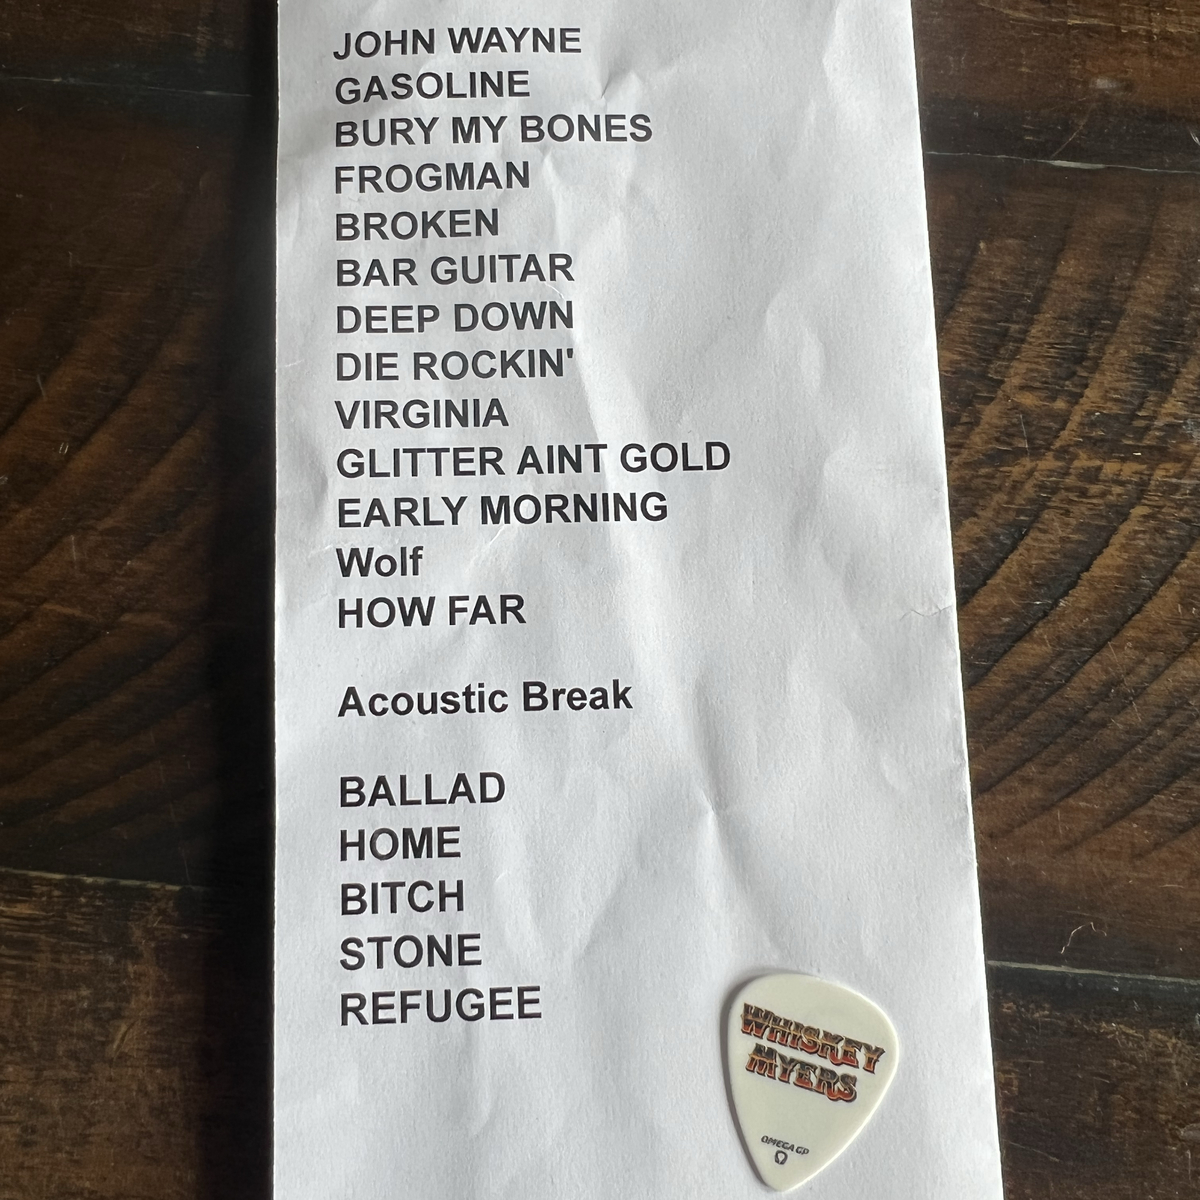 JOHN WAYNE
GASOLINE
BURY MY BONES
FROGMAN
BROKEN
BAR GUITAR
DEEP DOWN
DIE ROCKIN'
VIRGINIA
GLITTER AINT GOLD
EARLY MORNING
Wolf
HOW FAR
Acoustic Break
BALLAD
HOME
BITCH
STONE
REFUGEE
WHISKEY
MYERS
OMEGA GP